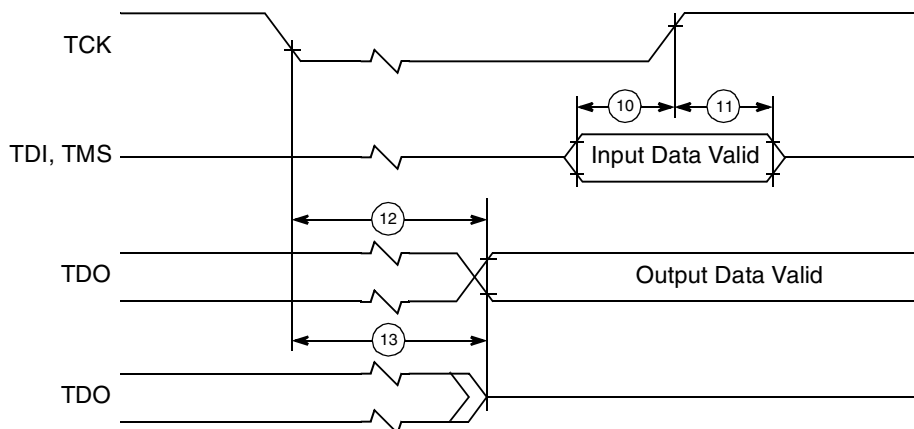 TCK
10
11
TDI, TMS
Input Data Valid
12
TDO
Output Data Valid
13
TDO